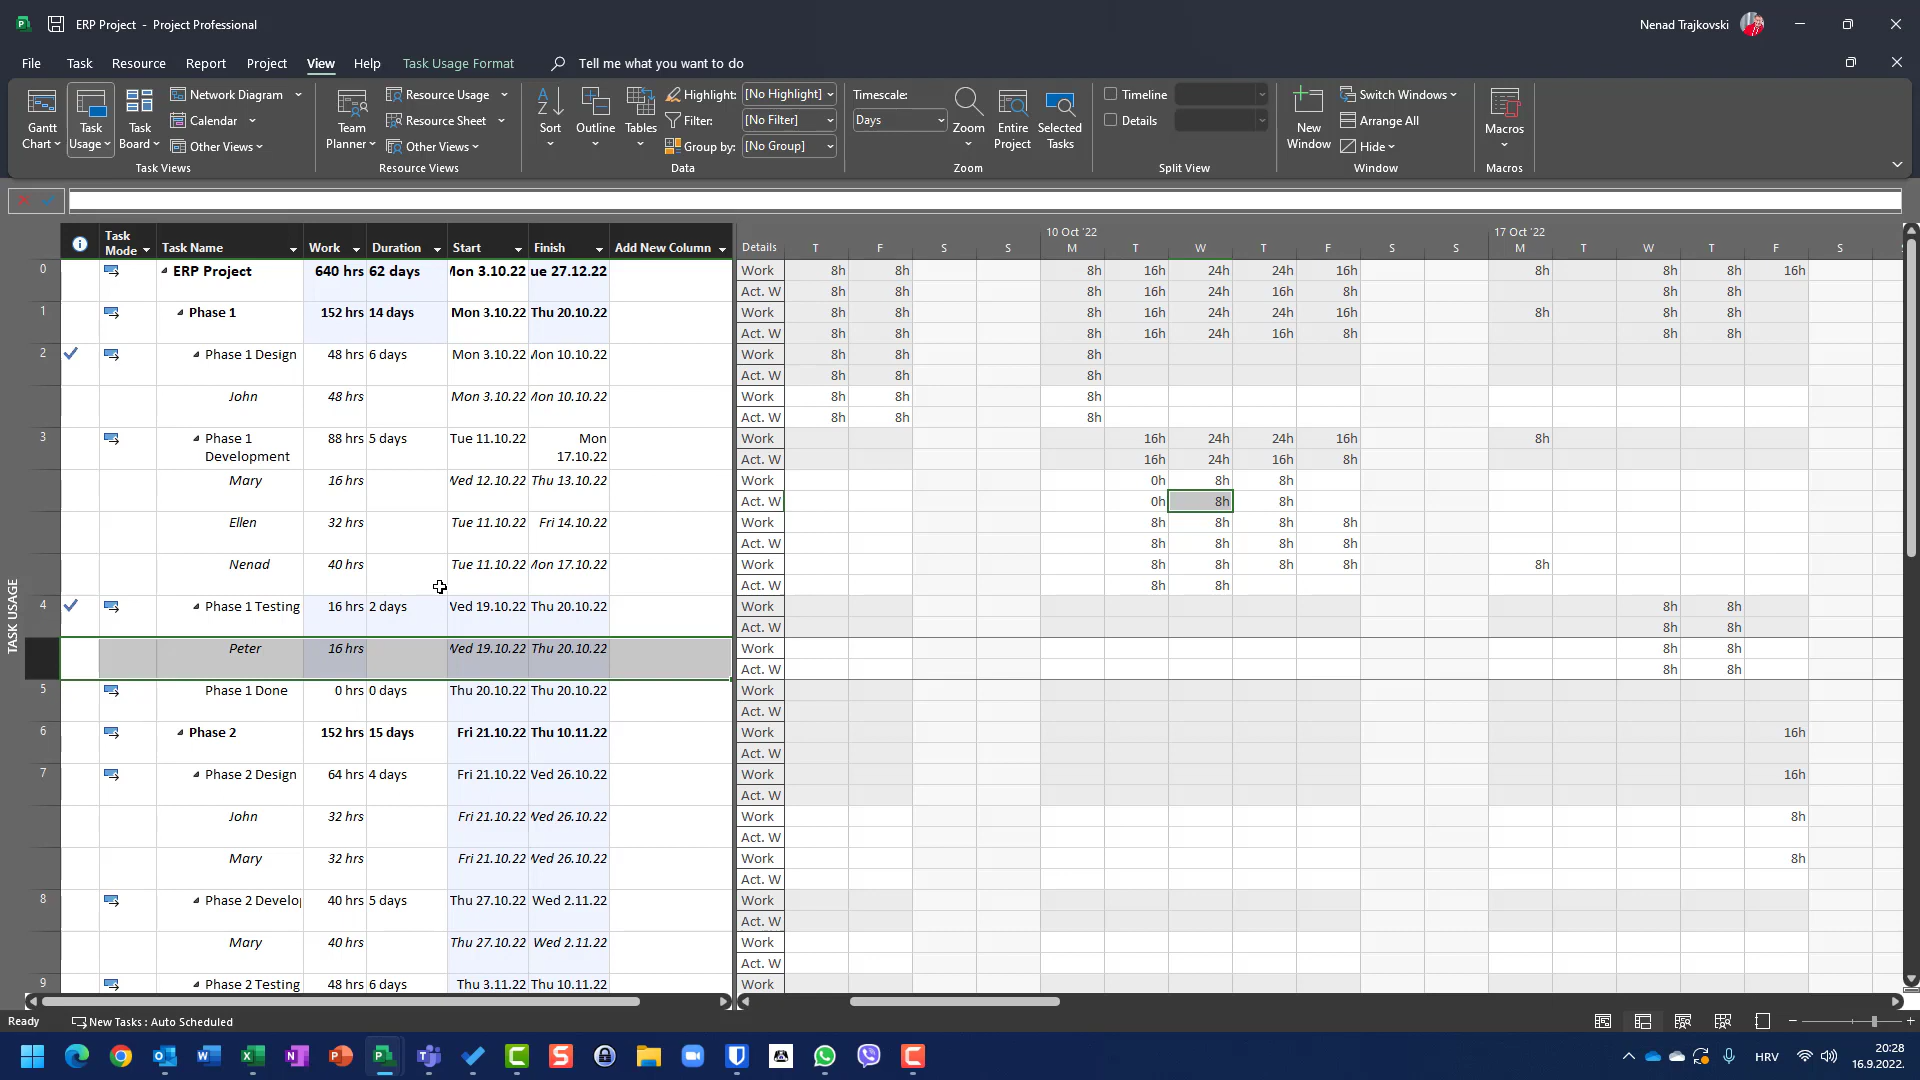 ERP Project - Project Professional
Nenad Trajkovski
File Task Resource Report Project View Help Task Usage Format Tell me what you want to do
Gantt Chart
Task Usage
Task Board
Network Diagram
Calendar
Other Views
Task Views
Team Planner
Resource Usage
Resource Sheet
Other Views
Resource Views
Sort
Outline
Tables
Highlight: [No Highlight]
Filter: [No Filter]
Group by: [No Group]
Data
Timescale:
Days
Zoom
Entire Project
Selected Tasks
Zoom
Timeline
Details
Split View
New Window
Switch Windows
Arrange All
Hide
Window
Macros
Macros
Task Mode Task Name Work Duration Start Finish Add New Column
Details T F S S 10 Oct '22 M T W T F S S 17 Oct '22 M T W T F S
0 ERP Project 640 hrs 62 days Mon 3.10.22 ue 27.12.22 Work 8h 8h 8h 16h 24h 24h 16h 8h 8h 8h 16h
Act. W 8h 8h 8h 16h 24h 16h 8h 8h 8h
1 Phase 1 152 hrs 14 days Mon 3.10.22 Thu 20.10.22 Work 8h 8h 8h 16h 24h 24h 16h 8h 8h 8h
Act. W 8h 8h 8h 16h 24h 16h 8h 8h 8h
2 Phase 1 Design 48 hrs 6 days Mon 3.10.22 Mon 10.10.22 Work 8h 8h 8h
Act. W 8h 8h 8h
John 48 hrs Mon 3.10.22 Mon 10.10.22 Work 8h 8h 8h
Act. W 8h 8h 8h
3 Phase 1 Development 88 hrs 5 days Tue 11.10.22 Mon 17.10.22 Work 16h 24h 24h 16h 8h
Act. W 16h 24h 16h 8h
Mary 16 hrs Wed 12.10.22 Thu 13.10.22 Work 0h 8h 8h
Act. W 0h 8h 8h
Ellen 32 hrs Tue 11.10.22 Fri 14.10.22 Work 8h 8h 8h 8h
Act. W 8h 8h 8h 8h
Nenad 40 hrs Tue 11.10.22 Mon 17.10.22 Work 8h 8h 8h 8h 8h
Act. W 8h 8h
4 Phase 1 Testing 16 hrs 2 days Wed 19.10.22 Thu 20.10.22 Work 8h 8h
Act. W 8h 8h
Peter 16 hrs Wed 19.10.22 Thu 20.10.22 Work 8h 8h
Act. W 8h 8h
5 Phase 1 Done 0 hrs 0 days Thu 20.10.22 Thu 20.10.22 Work
Act. W
6 Phase 2 152 hrs 15 days Fri 21.10.22 Thu 10.11.22 Work 16h
Act. W
7 Phase 2 Design 64 hrs 4 days Fri 21.10.22 Wed 26.10.22 Work 16h
Act. W
John 32 hrs Fri 21.10.22 Wed 26.10.22 Work 8h
Act. W
Mary 32 hrs Fri 21.10.22 Wed 26.10.22 Work 8h
Act. W
8 Phase 2 Develo 40 hrs 5 days Thu 27.10.22 Wed 2.11.22 Work
Act. W
Mary 40 hrs Thu 27.10.22 Wed 2.11.22 Work
Act. W
9 Phase 2 Testing 48 hrs 6 days Thu 3.11.22 Thu 10.11.22 Work
TASK USAGE
Ready New Tasks : Auto Scheduled
HRV
20:28
16.9.2022.